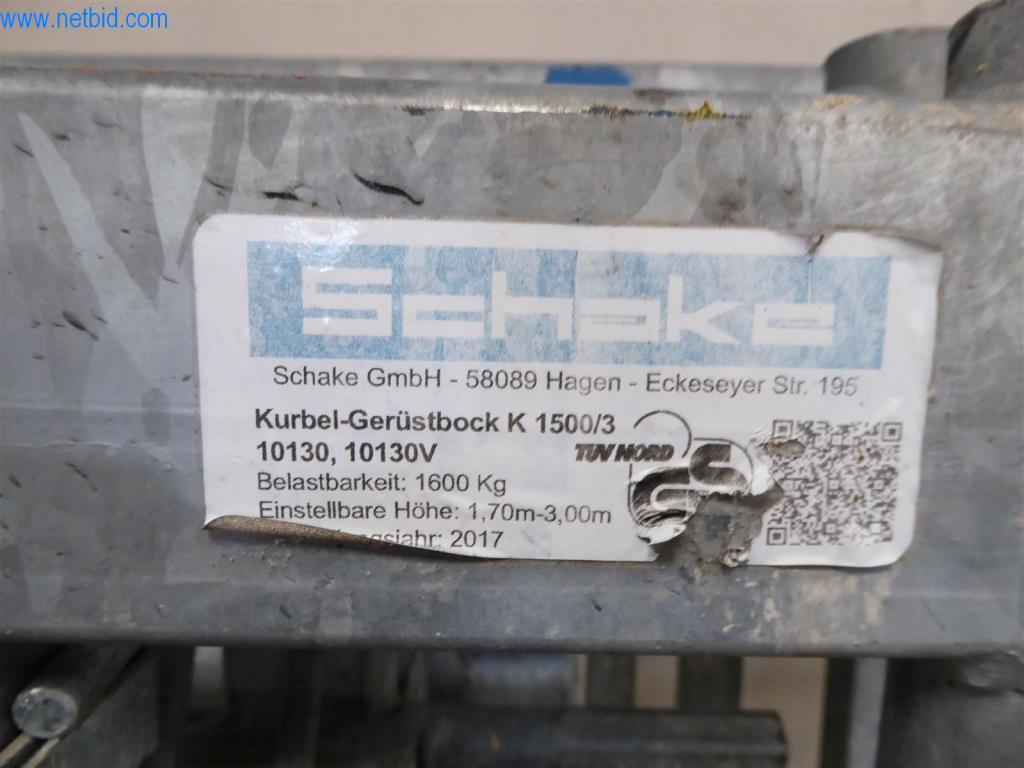 www.netbid.com
Schake
Schake GmbH - 58089 Hagen - Eckeseyer Str. 195
Kurbel-Gerüstbock K 1500/3
10130, 10130V
TÜV NORD
Belastbarkeit: 1600 Kg
Einstellbare Höhe: 1,70m-3,00m
2017